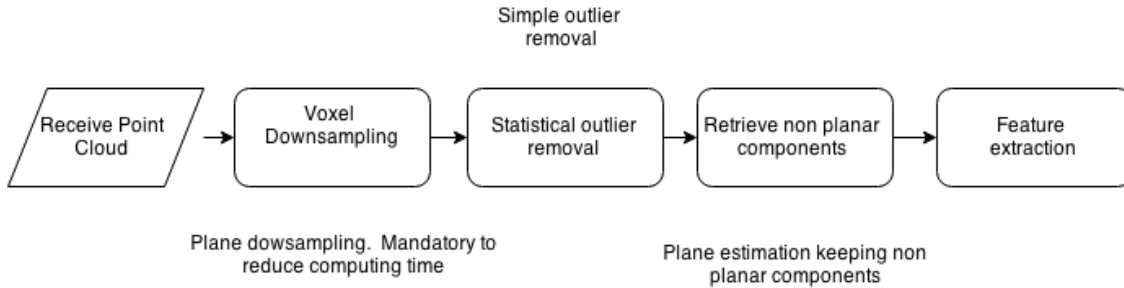 Simple outlier
removal
Receive Point
Cloud
Voxel
Downsampling
Statistical outlier
removal
Retrieve non planar
components
Feature
extraction
Plane dowsampling.  Mandatory to
reduce computing time
Plane estimation keeping non
planar components